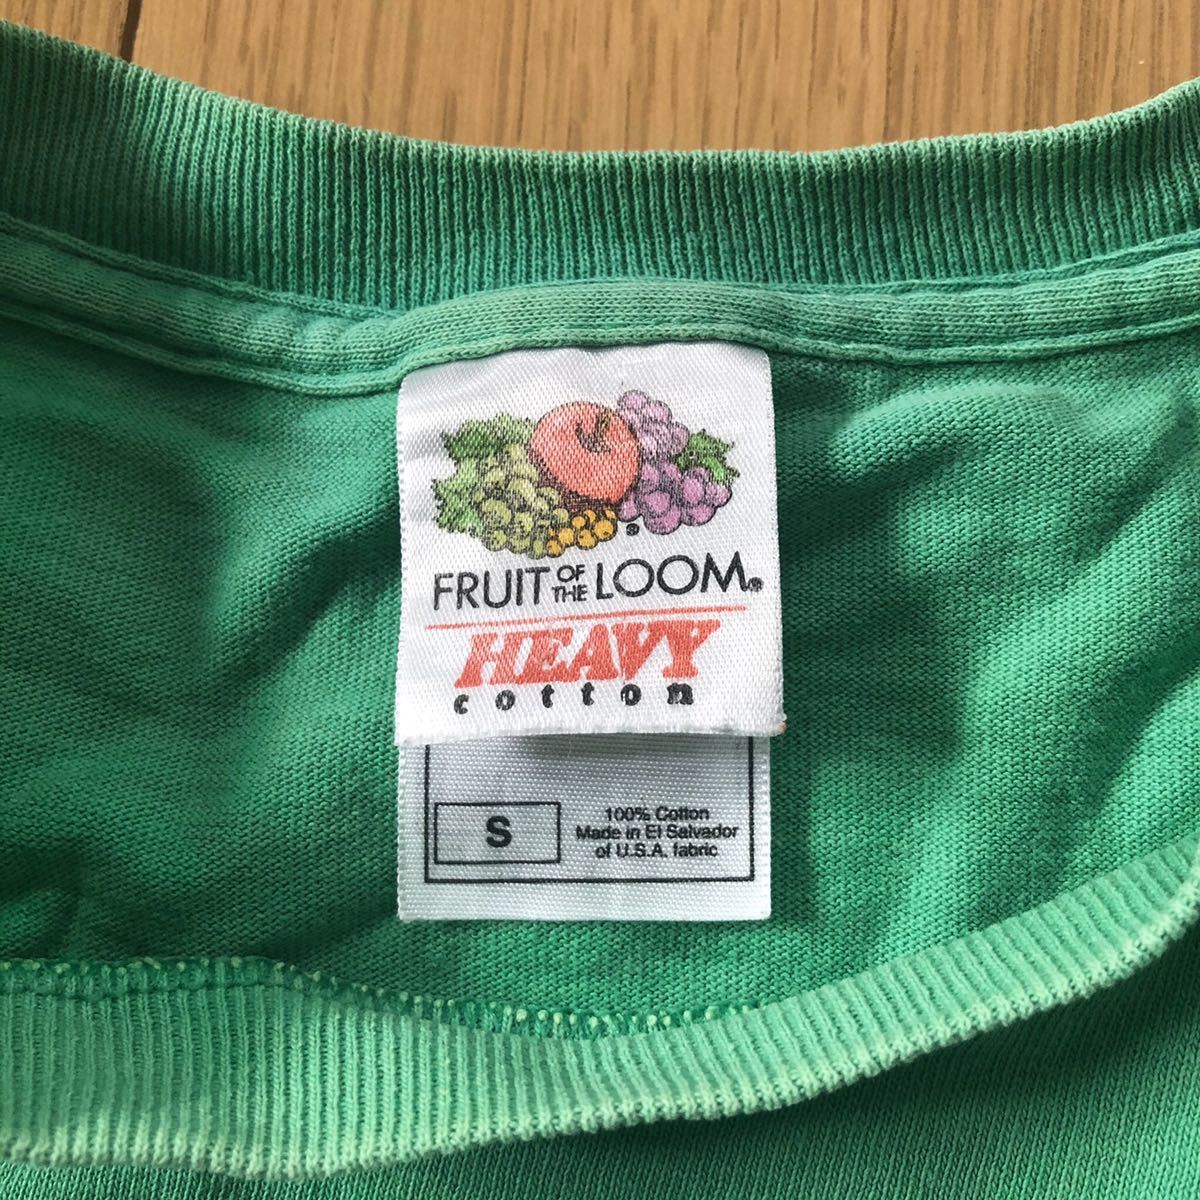 ®
FRUIT OF THE LOOM®
HEAVY
cotton
S
100% Cotton
Made in El Salvador
of U.S.A. fabric